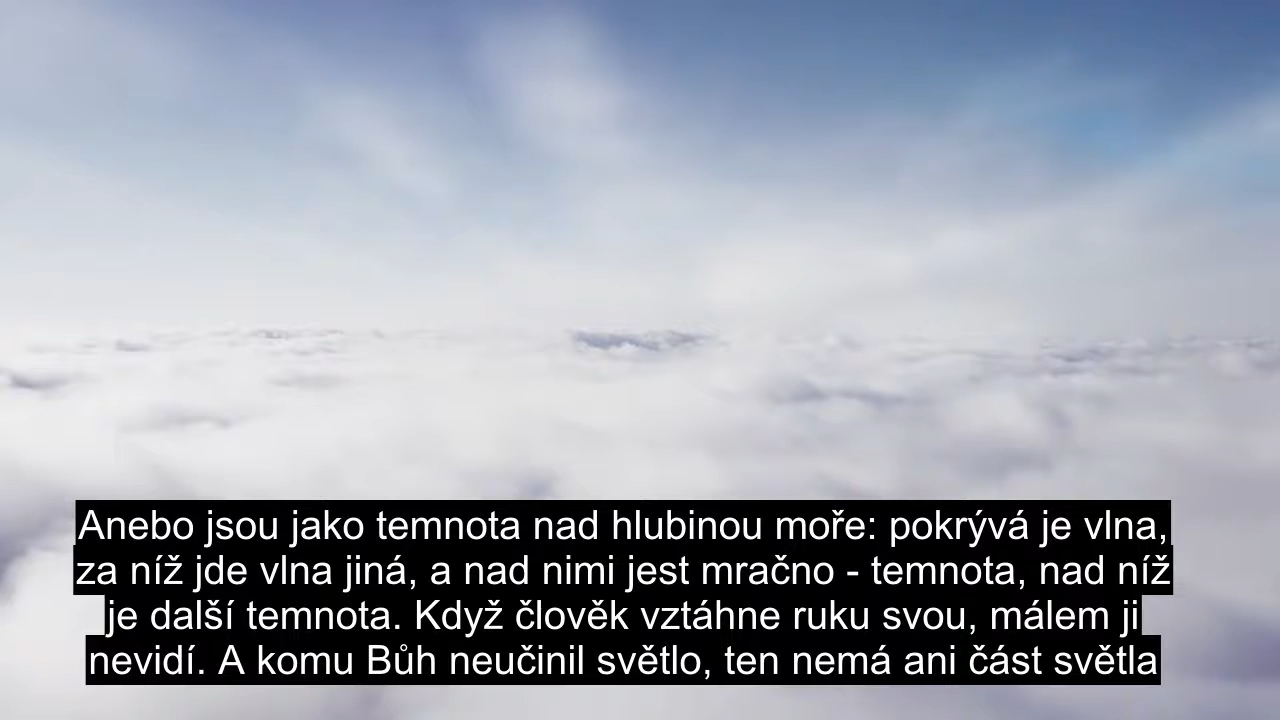 Anebo jsou jako temnota nad hlubinou moře: pokrývá je vlna,
za níž jde vlna jiná, a nad nimi jest mračno - temnota, nad níž
je další temnota. Když člověk vztáhne ruku svou, málem ji
nevidí. A komu Bůh neučinil světlo, ten nemá ani část světla